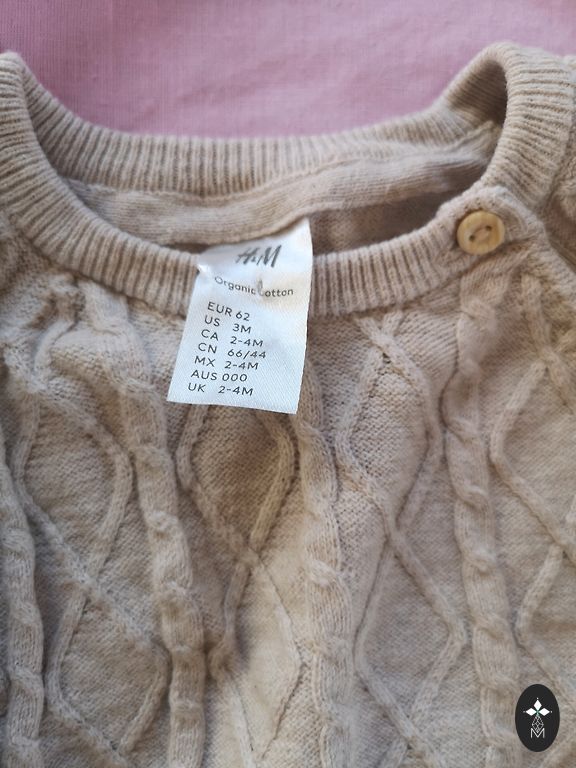 H&M
Organic Cotton
EUR 62
US 3M
CA 2-4M
CN 66/44
MX 2-4M
AUS 000
UK 2-4M
M